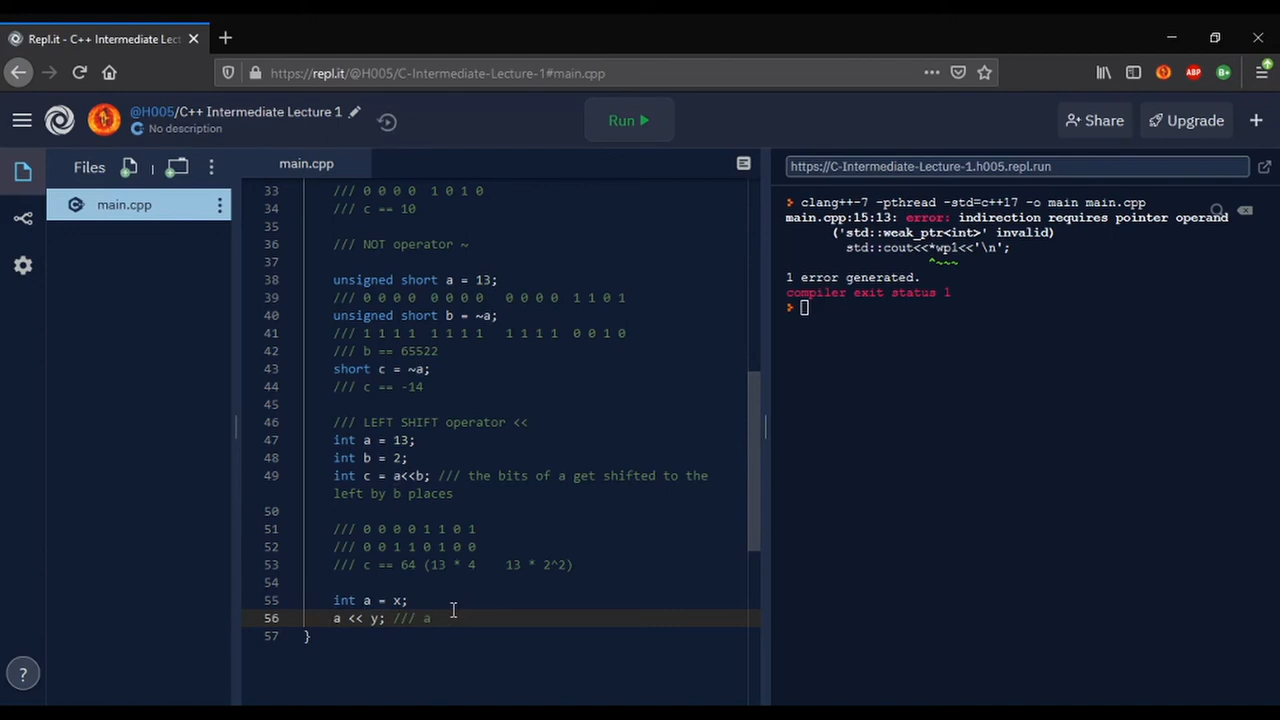 Repl.it - C++ Intermediate Lect
https://repl.it/@H005/C-Intermediate-Lecture-1#main.cpp
ABP
B+
@H005/C++ Intermediate Lecture 1
No description
Run
Share
Upgrade
Files
main.cpp
main.cpp
https://C-Intermediate-Lecture-1.h005.repl.run
33 /// 0 0 0 0  1 0 1 0
34 /// c == 10
35
36 /// NOT operator ~
37
38 unsigned short a = 13;
39 /// 0 0 0 0  0 0 0 0   0 0 0 0  1 1 0 1
40 unsigned short b = ~a;
41 /// 1 1 1 1  1 1 1 1   1 1 1 1  0 0 1 0
42 /// b == 65522
43 short c = ~a;
44 /// c == -14
45
46 /// LEFT SHIFT operator <<
47 int a = 13;
48 int b = 2;
49 int c = a<<b; /// the bits of a get shifted to the
left by b places
50
51 /// 0 0 0 0 1 1 0 1
52 /// 0 0 1 1 0 1 0 0
53 /// c == 64 (13 * 4    13 * 2^2)
54
55 int a = x;
56 a << y; /// a
57 }
clang++-7 -pthread -std=c++17 -o main main.cpp
main.cpp:15:13: error: indirection requires pointer operand
('std::weak_ptr<int>' invalid)
std::cout<<*wp1<<'\n';
^~~~
1 error generated.
compiler exit status 1
?